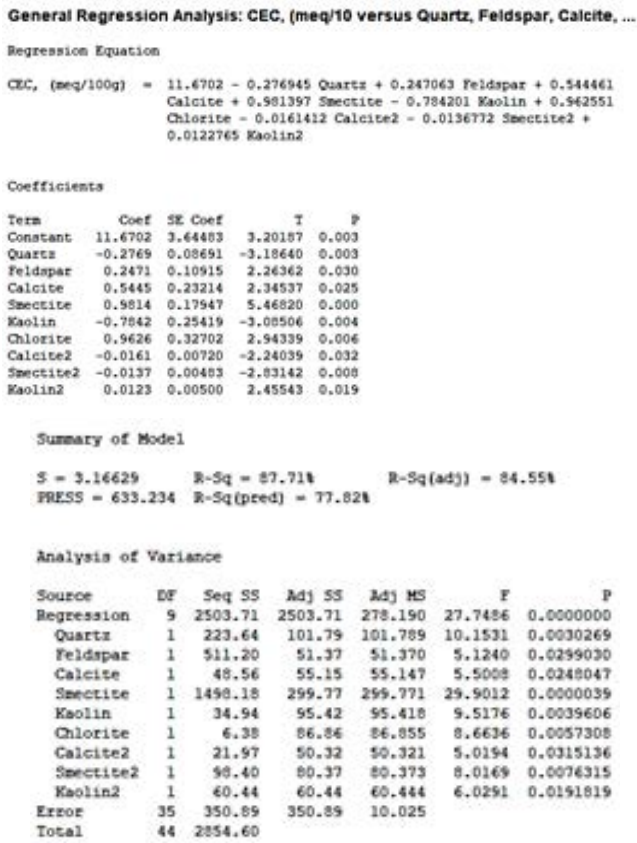 General Regression Analysis: CEC, (meq/10 versus Quartz, Feldspar, Calcite, ...
Regression Equation
CEC, (meq/100g) = 11.6702 - 0.276945 Quartz + 0.247063 Feldspar + 0.544461
Calcite + 0.981397 Smectite - 0.784201 Kaolin + 0.962551
Chlorite - 0.0161412 Calcite2 - 0.0136772 Smectite2 +
0.0122765 Kaolin2
Coefficients
Term Coef SE Coef T P
Constant 11.6702 3.64483 3.20187 0.003
Quartz -0.2769 0.08691 -3.18640 0.003
Feldspar 0.2471 0.10915 2.26362 0.030
Calcite 0.5445 0.23214 2.34537 0.025
Smectite 0.9814 0.17947 5.46820 0.000
Kaolin -0.7842 0.25419 -3.08506 0.004
Chlorite 0.9626 0.32702 2.94339 0.006
Calcite2 -0.0161 0.00720 -2.24039 0.032
Smectite2 -0.0137 0.00483 -2.83142 0.008
Kaolin2 0.0123 0.00500 2.45543 0.019
Summary of Model
S = 3.16629 R-Sq = 87.71% R-Sq(adj) = 84.55%
PRESS = 633.234 R-Sq(pred) = 77.82%
Analysis of Variance
Source DF Seq SS Adj SS Adj MS F P
Regression 9 2503.71 2503.71 278.190 27.7486 0.0000000
Quartz 1 223.64 101.79 101.789 10.1531 0.0030269
Feldspar 1 511.20 51.37 51.370 5.1240 0.0299030
Calcite 1 48.56 55.15 55.147 5.5008 0.0248047
Smectite 1 1498.18 299.77 299.771 29.9012 0.0000039
Kaolin 1 34.94 95.42 95.418 9.5176 0.0039606
Chlorite 1 6.38 86.86 86.855 8.6636 0.0057308
Calcite2 1 21.97 50.32 50.321 5.0194 0.0315136
Smectite2 1 98.40 80.37 80.373 8.0169 0.0076315
Kaolin2 1 60.44 60.44 60.444 6.0291 0.0191819
Error 35 350.89 350.89 10.025
Total 44 2854.60